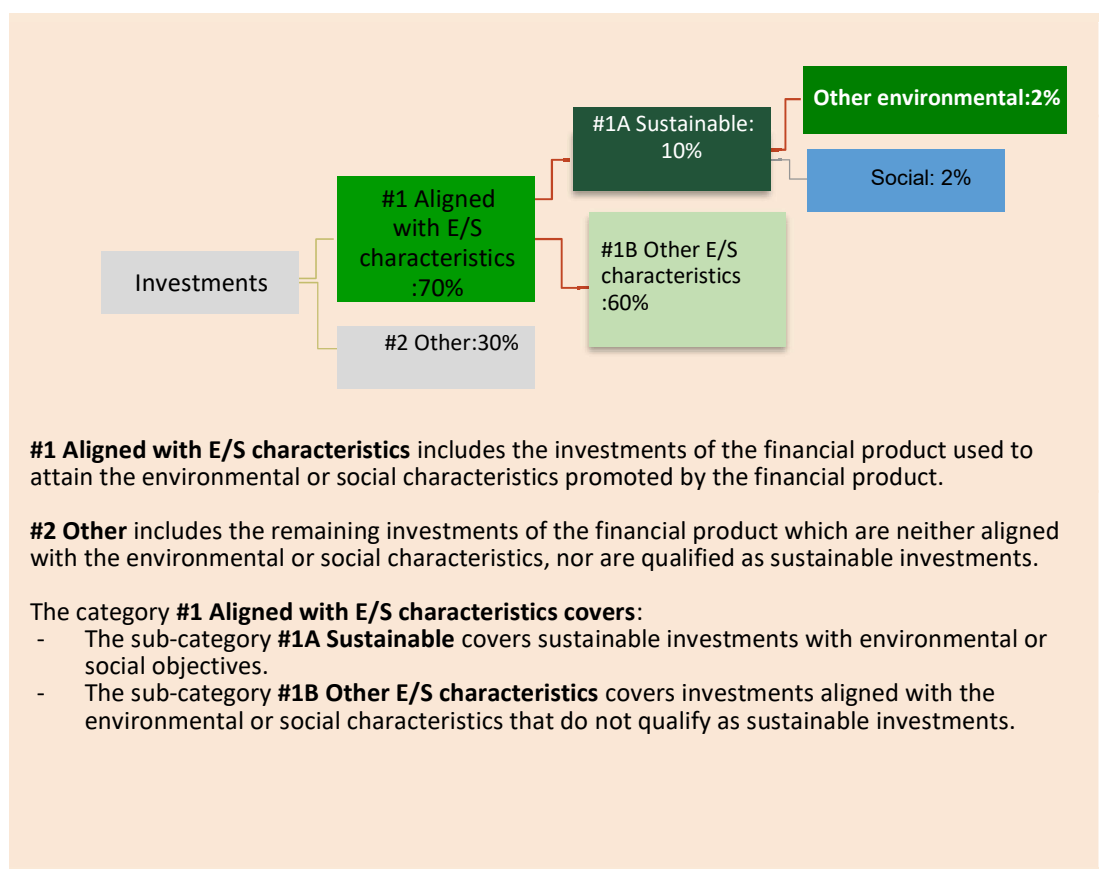 Other environmental:2%
#1A Sustainable:
10%
Social: 2%
#1 Aligned
with E/S
characteristics
:70%
#1B Other E/S
characteristics
:60%
Investments
#2 Other:30%
#1 Aligned with E/S characteristics includes the investments of the financial product used to
attain the environmental or social characteristics promoted by the financial product.
#2 Other includes the remaining investments of the financial product which are neither aligned
with the environmental or social characteristics, nor are qualified as sustainable investments.
The category #1 Aligned with E/S characteristics covers:
- The sub-category #1A Sustainable covers sustainable investments with environmental or
social objectives.
- The sub-category #1B Other E/S characteristics covers investments aligned with the
environmental or social characteristics that do not qualify as sustainable investments.